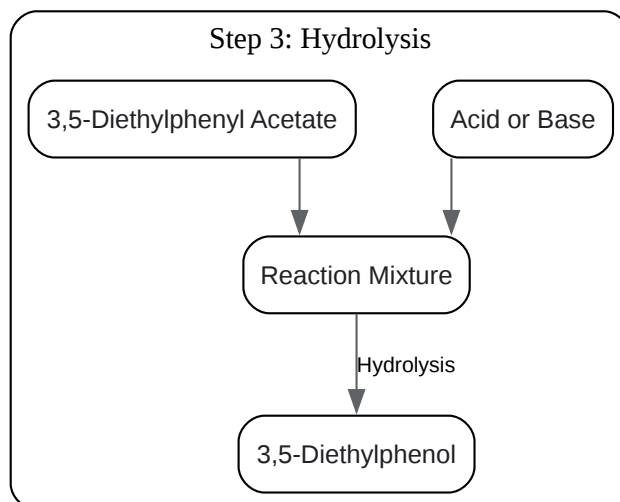 Step 3: Hydrolysis
3,5-Diethylphenyl Acetate
Acid or Base
Reaction Mixture
Hydrolysis
3,5-Diethylphenol